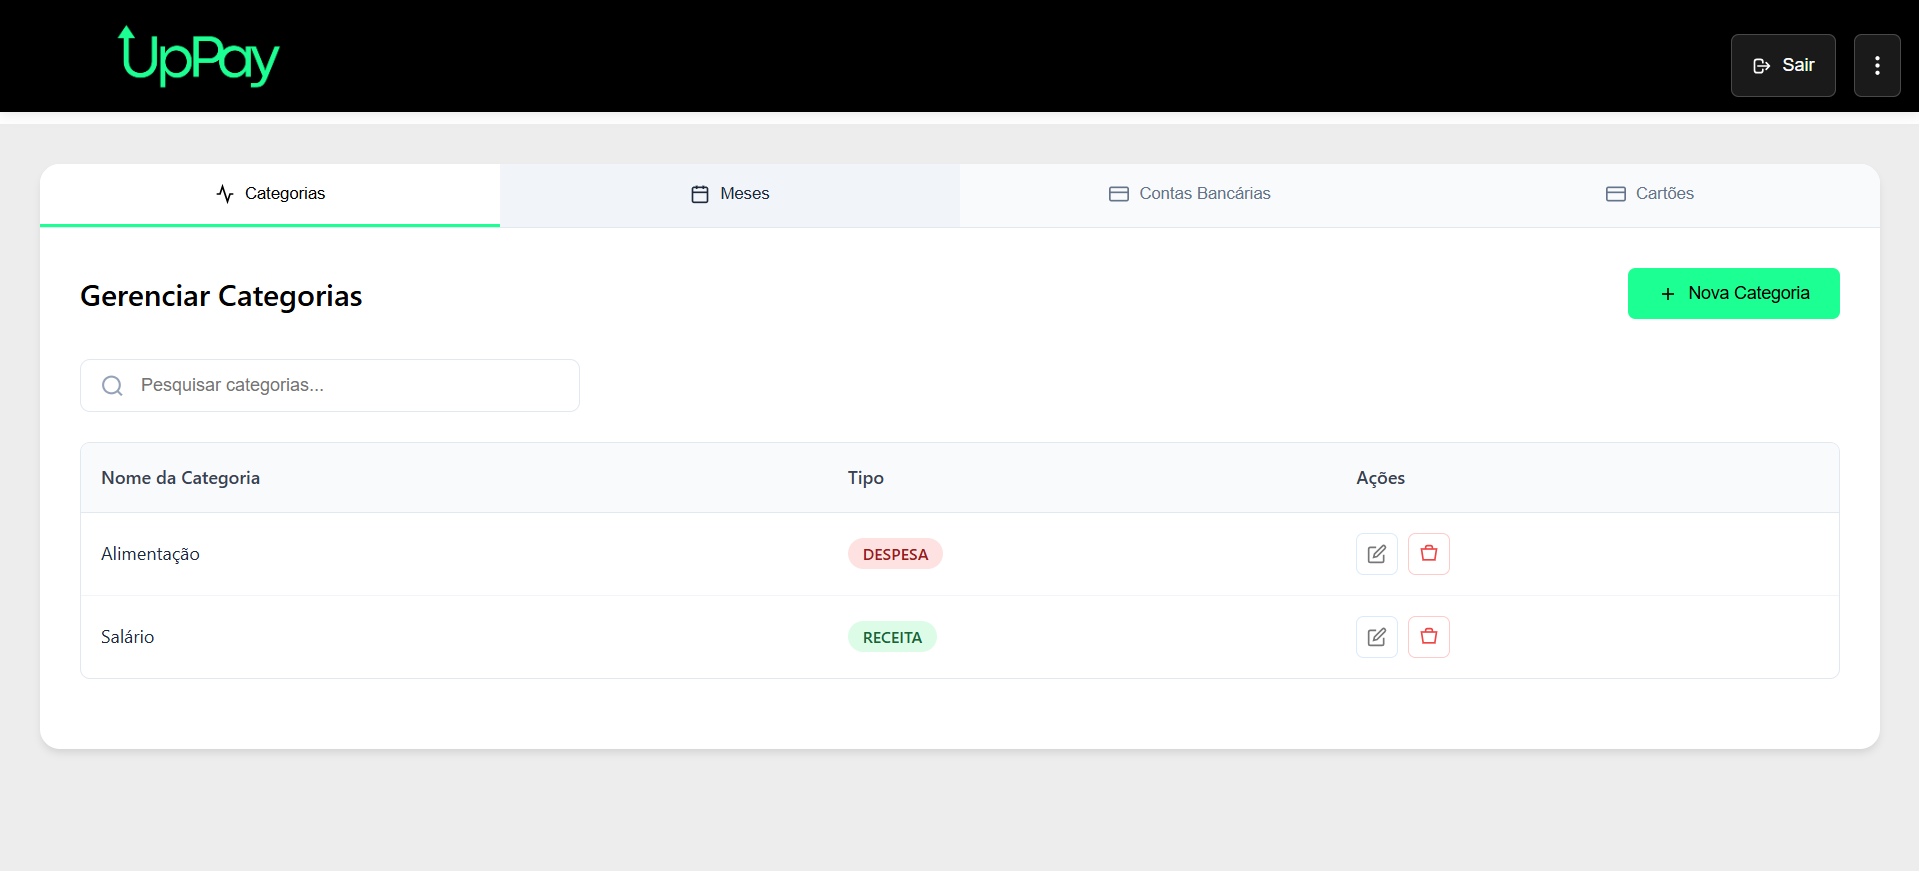 UpPay
Sair
Categorias
Meses
Contas Bancárias
Cartões
Gerenciar Categorias
Nova Categoria
Pesquisar categorias...
Nome da Categoria Tipo Ações
Alimentação DESPESA
Salário RECEITA